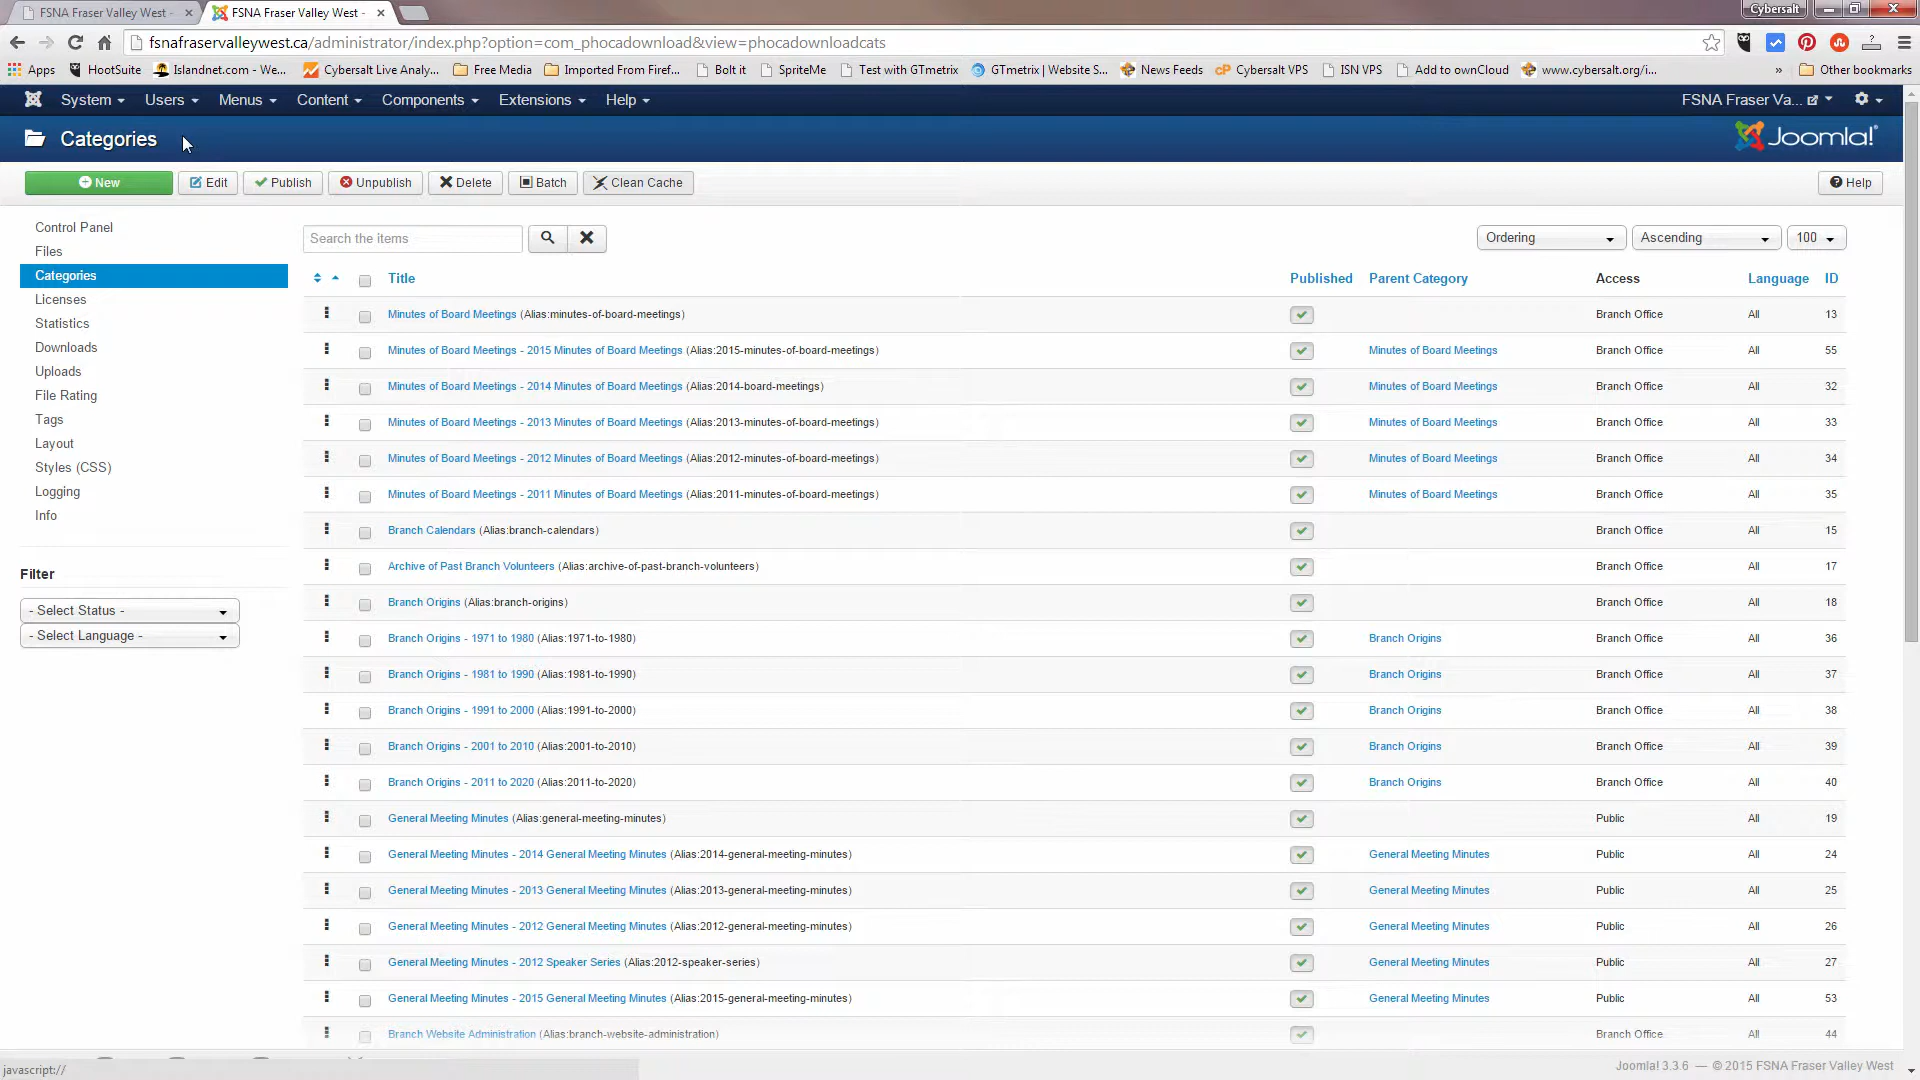 FSNA Fraser Valley West -
FSNA Fraser Valley West -
Cybersalt
fsnafraservalleywest.ca/administrator/index.php?option=com_phocadownload&view=phocadownloadcats
Apps HootSuite Islandnet.com - We... Cybersalt Live Analy... Free Media Imported From Firef... Bolt it SpriteMe Test with GTmetrix GTmetrix | Website S... News Feeds Cybersalt VPS ISN VPS Add to ownCloud www.cybersalt.org/i... » Other bookmarks
System Users Menus Content Components Extensions Help FSNA Fraser Va...
Categories Joomla!
New Edit Publish Unpublish Delete Batch Clean Cache Help
Control Panel
Files
Categories
Licenses
Statistics
Downloads
Uploads
File Rating
Tags
Layout
Styles (CSS)
Logging
Info
Filter
- Select Status -
- Select Language -
Search the items Ordering Ascending 100
Title Published Parent Category Access Language ID
Minutes of Board Meetings (Alias:minutes-of-board-meetings) Branch Office All 13
Minutes of Board Meetings - 2015 Minutes of Board Meetings (Alias:2015-minutes-of-board-meetings) Minutes of Board Meetings Branch Office All 55
Minutes of Board Meetings - 2014 Minutes of Board Meetings (Alias:2014-board-meetings) Minutes of Board Meetings Branch Office All 32
Minutes of Board Meetings - 2013 Minutes of Board Meetings (Alias:2013-minutes-of-board-meetings) Minutes of Board Meetings Branch Office All 33
Minutes of Board Meetings - 2012 Minutes of Board Meetings (Alias:2012-minutes-of-board-meetings) Minutes of Board Meetings Branch Office All 34
Minutes of Board Meetings - 2011 Minutes of Board Meetings (Alias:2011-minutes-of-board-meetings) Minutes of Board Meetings Branch Office All 35
Branch Calendars (Alias:branch-calendars) Branch Office All 15
Archive of Past Branch Volunteers (Alias:archive-of-past-branch-volunteers) Branch Office All 17
Branch Origins (Alias:branch-origins) Branch Office All 18
Branch Origins - 1971 to 1980 (Alias:1971-to-1980) Branch Origins Branch Office All 36
Branch Origins - 1981 to 1990 (Alias:1981-to-1990) Branch Origins Branch Office All 37
Branch Origins - 1991 to 2000 (Alias:1991-to-2000) Branch Origins Branch Office All 38
Branch Origins - 2001 to 2010 (Alias:2001-to-2010) Branch Origins Branch Office All 39
Branch Origins - 2011 to 2020 (Alias:2011-to-2020) Branch Origins Branch Office All 40
General Meeting Minutes (Alias:general-meeting-minutes) Public All 19
General Meeting Minutes - 2014 General Meeting Minutes (Alias:2014-general-meeting-minutes) General Meeting Minutes Public All 24
General Meeting Minutes - 2013 General Meeting Minutes (Alias:2013-general-meeting-minutes) General Meeting Minutes Public All 25
General Meeting Minutes - 2012 General Meeting Minutes (Alias:2012-general-meeting-minutes) General Meeting Minutes Public All 26
General Meeting Minutes - 2012 Speaker Series (Alias:2012-speaker-series) General Meeting Minutes Public All 27
General Meeting Minutes - 2015 General Meeting Minutes (Alias:2015-general-meeting-minutes) General Meeting Minutes Public All 53
Branch Website Administration (Alias:branch-website-administration) Branch Office All 44
javascript://
Joomla! 3.3.6 — © 2015 FSNA Fraser Valley West